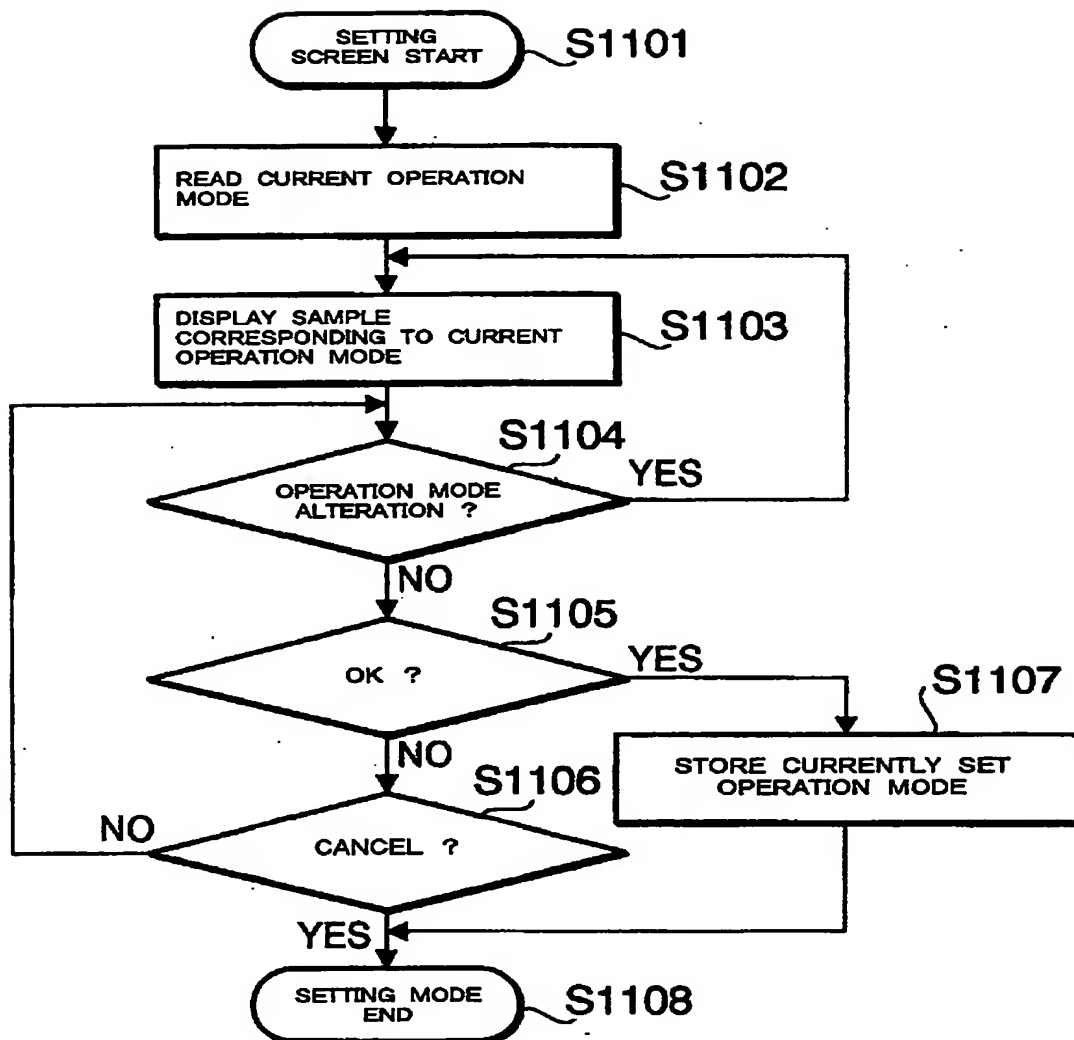 SETTING
SCREEN START
S1101
READ CURRENT OPERATION
MODE
S1102
DISPLAY SAMPLE
CORRESPONDING TO CURRENT
OPERATION MODE
S1103
S1104
OPERATION MODE
ALTERATION ?
YES
NO
S1105
OK ?
YES
NO
S1107
STORE CURRENTLY SET
OPERATION MODE
S1106
CANCEL ?
NO
YES
SETTING MODE
END
S1108